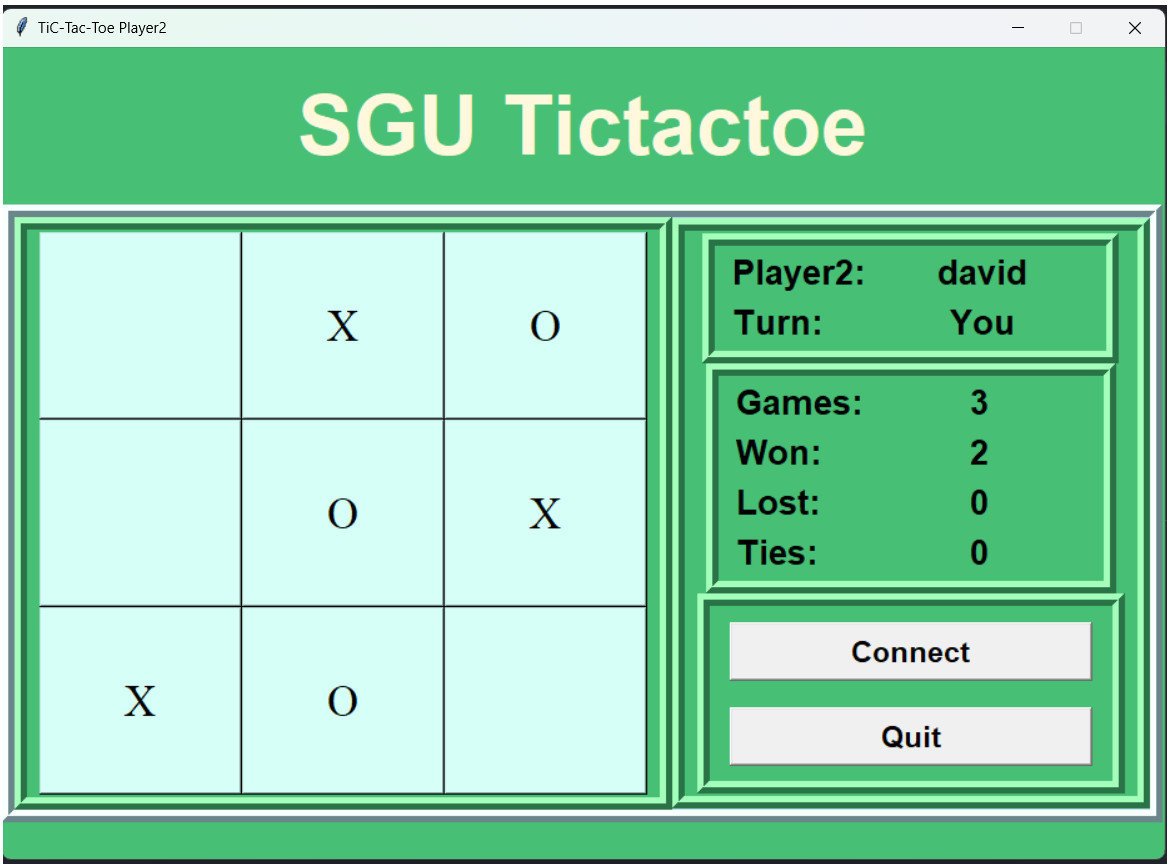 TiC-Tac-Toe Player2
SGU Tictactoe
X O
O X
X O
Player2: david
Turn: You
Games: 3
Won: 2
Lost: 0
Ties: 0
Connect
Quit